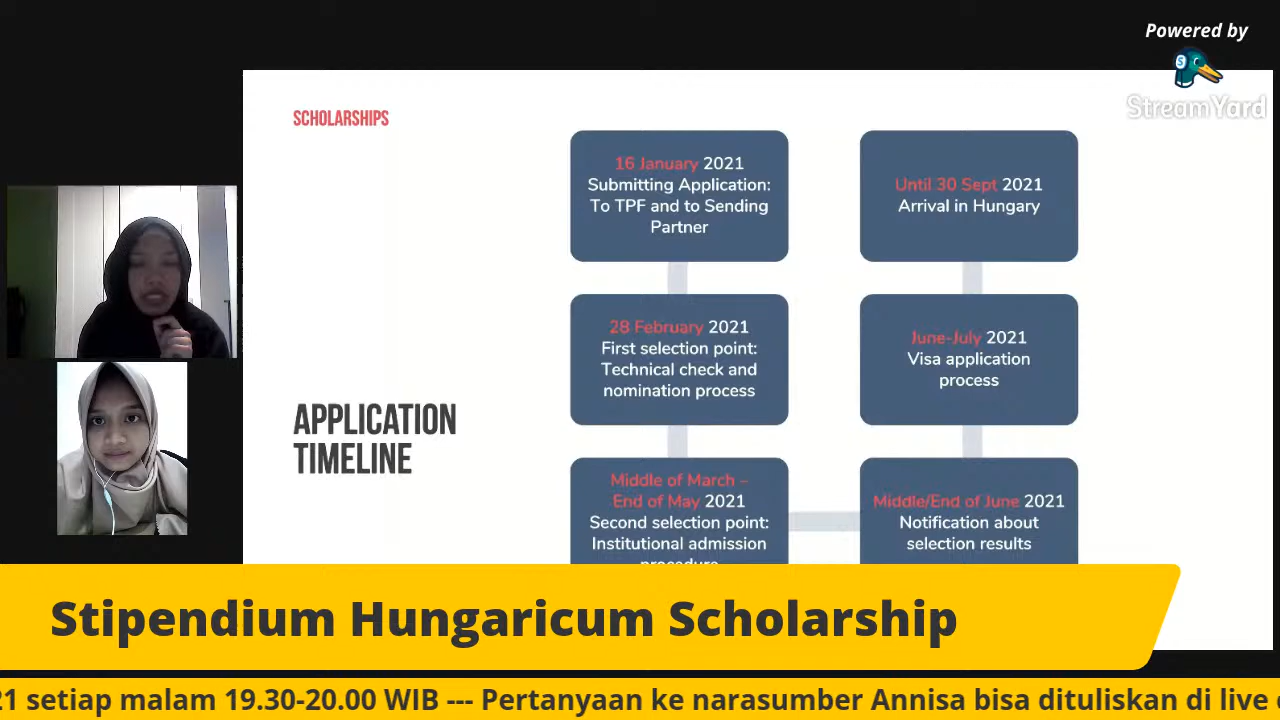 Powered by
StreamYard
SCHOLARSHIPS
APPLICATION
TIMELINE
16 January 2021
Submitting Application:
To TPF and to Sending
Partner
28 February 2021
First selection point:
Technical check and
nomination process
Middle of March –
End of May 2021
Second selection point:
Institutional admission
procedure
Middle/End of June 2021
Notification about
selection results
June-July 2021
Visa application
process
Until 30 Sept 2021
Arrival in Hungary
Stipendium Hungaricum Scholarship
21 setiap malam 19.30-20.00 WIB --- Pertanyaan ke narasumber Annisa bisa dituliskan di live